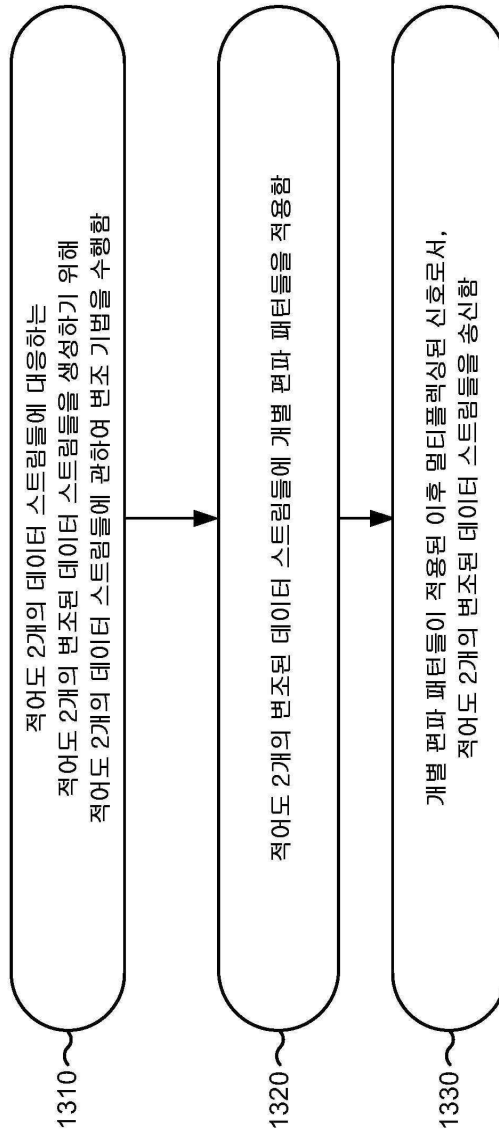 적어도 2개의 데이터 스트림들에 대응하는
적어도 2개의 변조된 데이터 스트림들을 생성하기 위해
적어도 2개의 데이터 스트림들에 관하여 변조 기법을 수행함
1310
적어도 2개의 변조된 데이터 스트림들에 개별 편파 패턴들을 적용함
1320
개별 편파 패턴들이 적용된 이후 멀티플렉싱된 신호로서,
적어도 2개의 변조된 데이터 스트림들을 송신함
1330